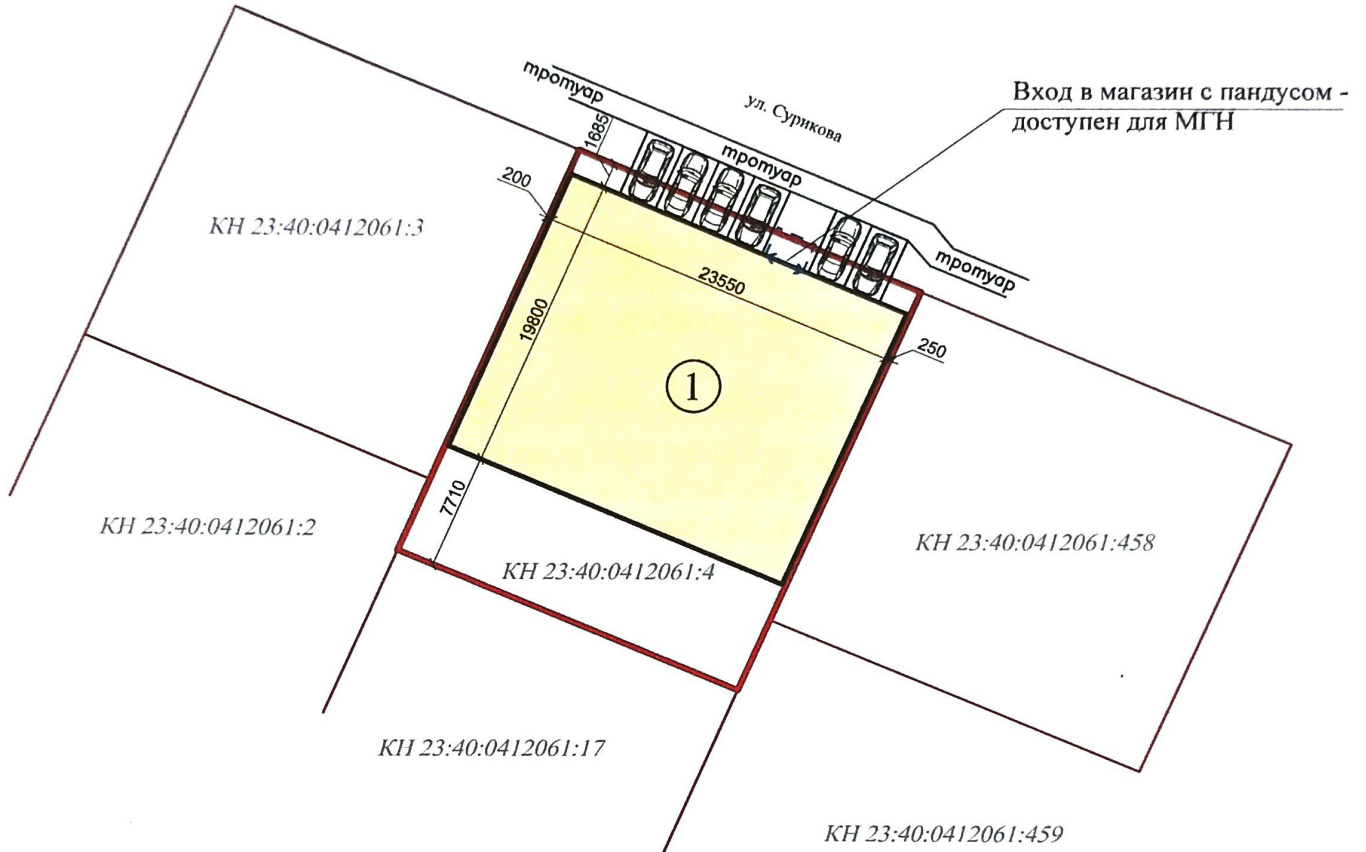 тротуар
ул. Сурикова
Вход в магазин с пандусом -
доступен для МГН
1685
тротуар
200
КН 23:40:0412061:3
тротуар
23550
19800
250
1
7710
КН 23:40:0412061:2
КН 23:40:0412061:458
КН 23:40:0412061:4
КН 23:40:0412061:17
КН 23:40:0412061:459